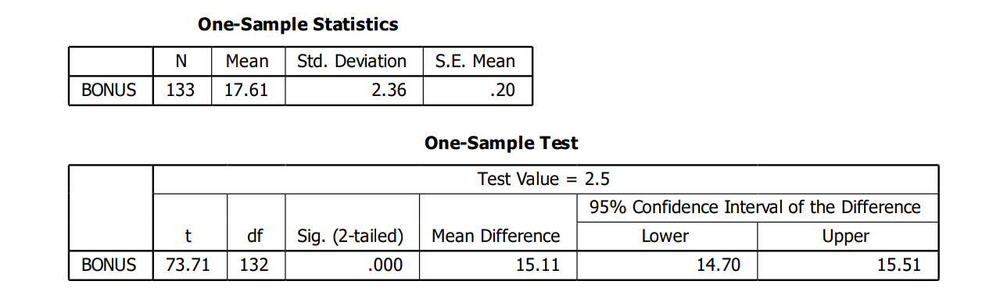 One-Sample Statistics
N Mean Std. Deviation S.E. Mean
BONUS 133 17.61 2.36 .20
One-Sample Test
Test Value = 2.5
95% Confidence Interval of the Difference
t df Sig. (2-tailed) Mean Difference Lower Upper
BONUS 73.71 132 .000 15.11 14.70 15.51